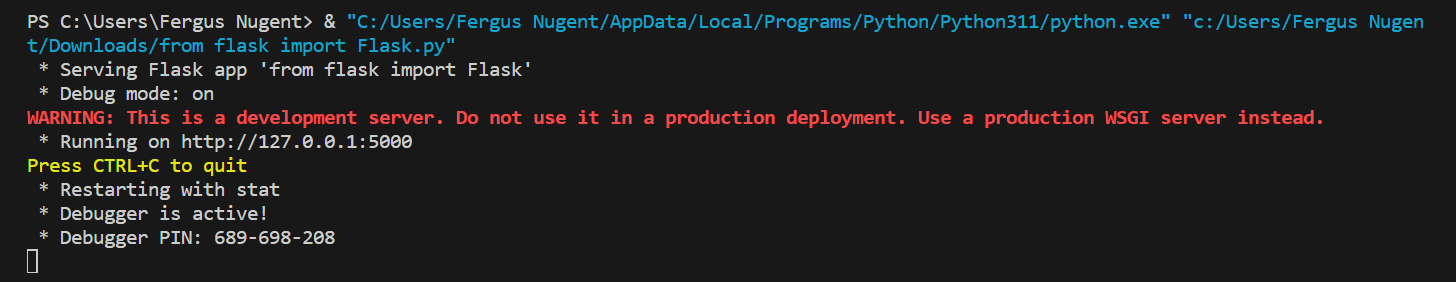 PS C:\Users\Fergus Nugent> & "C:/Users/Fergus Nugent/AppData/Local/Programs/Python/Python311/python.exe" "c:/Users/Fergus Nugen
t/Downloads/from flask import Flask.py"
 * Serving Flask app 'from flask import Flask'
 * Debug mode: on
WARNING: This is a development server. Do not use it in a production deployment. Use a production WSGI server instead.
 * Running on http://127.0.0.1:5000
Press CTRL+C to quit
 * Restarting with stat
 * Debugger is active!
 * Debugger PIN: 689-698-208